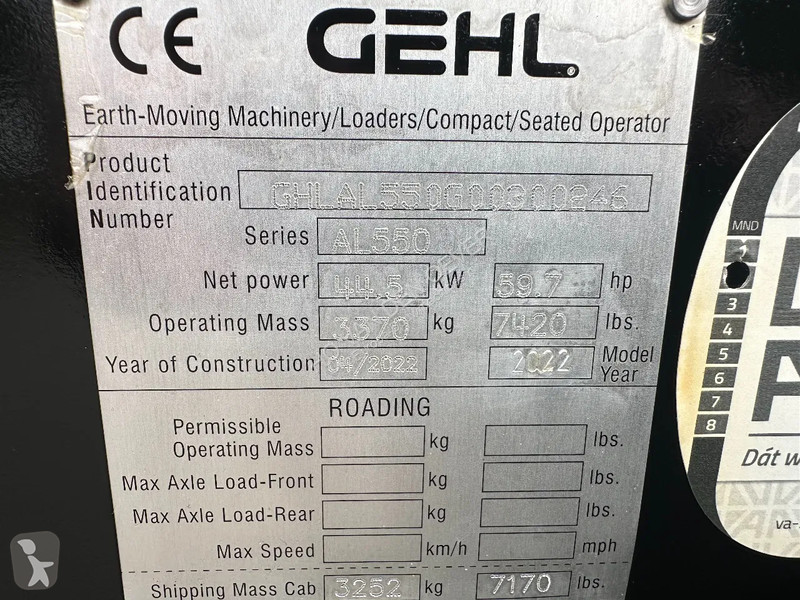 CE GEHL®
Earth-Moving Machinery/Loaders/Compact/Seated Operator
Product
Identification GHLAL550G00300246
Number
Series AL550
Net power 44.5 kW 59.7 hp
Operating Mass 3370 kg 7420 lbs.
Year of Construction 04/2022 2022 Model Year
ROADING
Permissible
Operating Mass kg lbs.
Max Axle Load-Front kg lbs.
Max Axle Load-Rear kg lbs.
Max Speed km/h mph
Shipping Mass Cab 3252 kg 7170 lbs.
MND
1
3
4
5
6
7
8
Dát w
va-